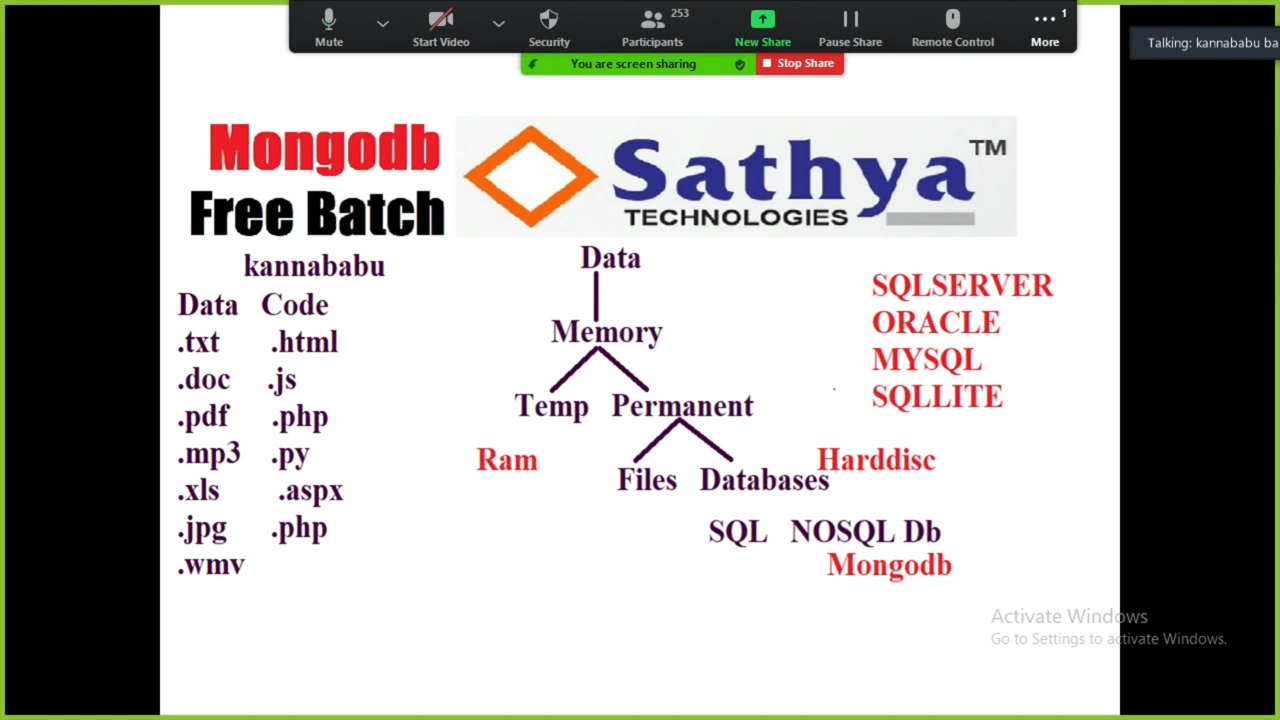 Mute
Start Video
Security
Participants
253
New Share
Pause Share
Remote Control
More
1
Talking: kannababu ba
You are screen sharing
Stop Share
Mongodb
Free Batch
Sathya TM
TECHNOLOGIES
kannababu
Data Code
.txt .html
.doc .js
.pdf .php
.mp3 .py
.xls .aspx
.jpg .php
.wmv
Data
Memory
Temp Permanent
Ram
Files Databases
Harddisc
SQL NOSQL Db
Mongodb
SQLSERVER
ORACLE
MYSQL
SQLLITE
Activate Windows
Go to Settings to activate Windows.